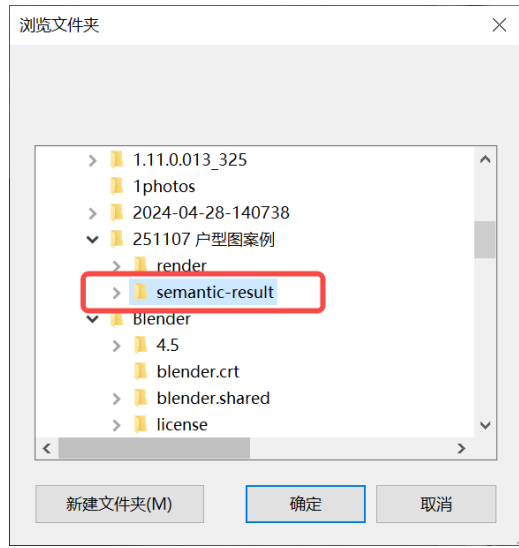 浏览文件夹
1.11.0.013_325
1photos
2024-04-28-140738
251107 户型图案例
render
semantic-result
Blender
4.5
blender.crt
blender.shared
license
新建文件夹(M)
确定
取消